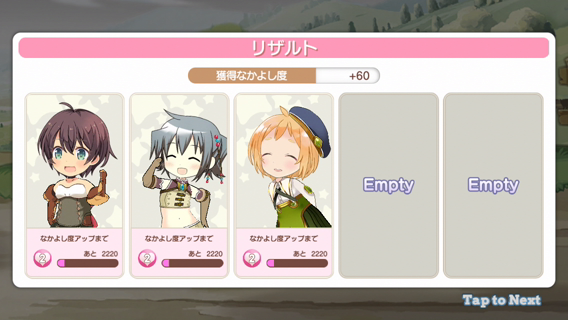 リザルト
獲得なかよし度 +60
なかよし度アップまで
2 あと 2220
なかよし度アップまで
2 あと 2220
なかよし度アップまで
2 あと 2220
Empty
Empty
Tap to Next